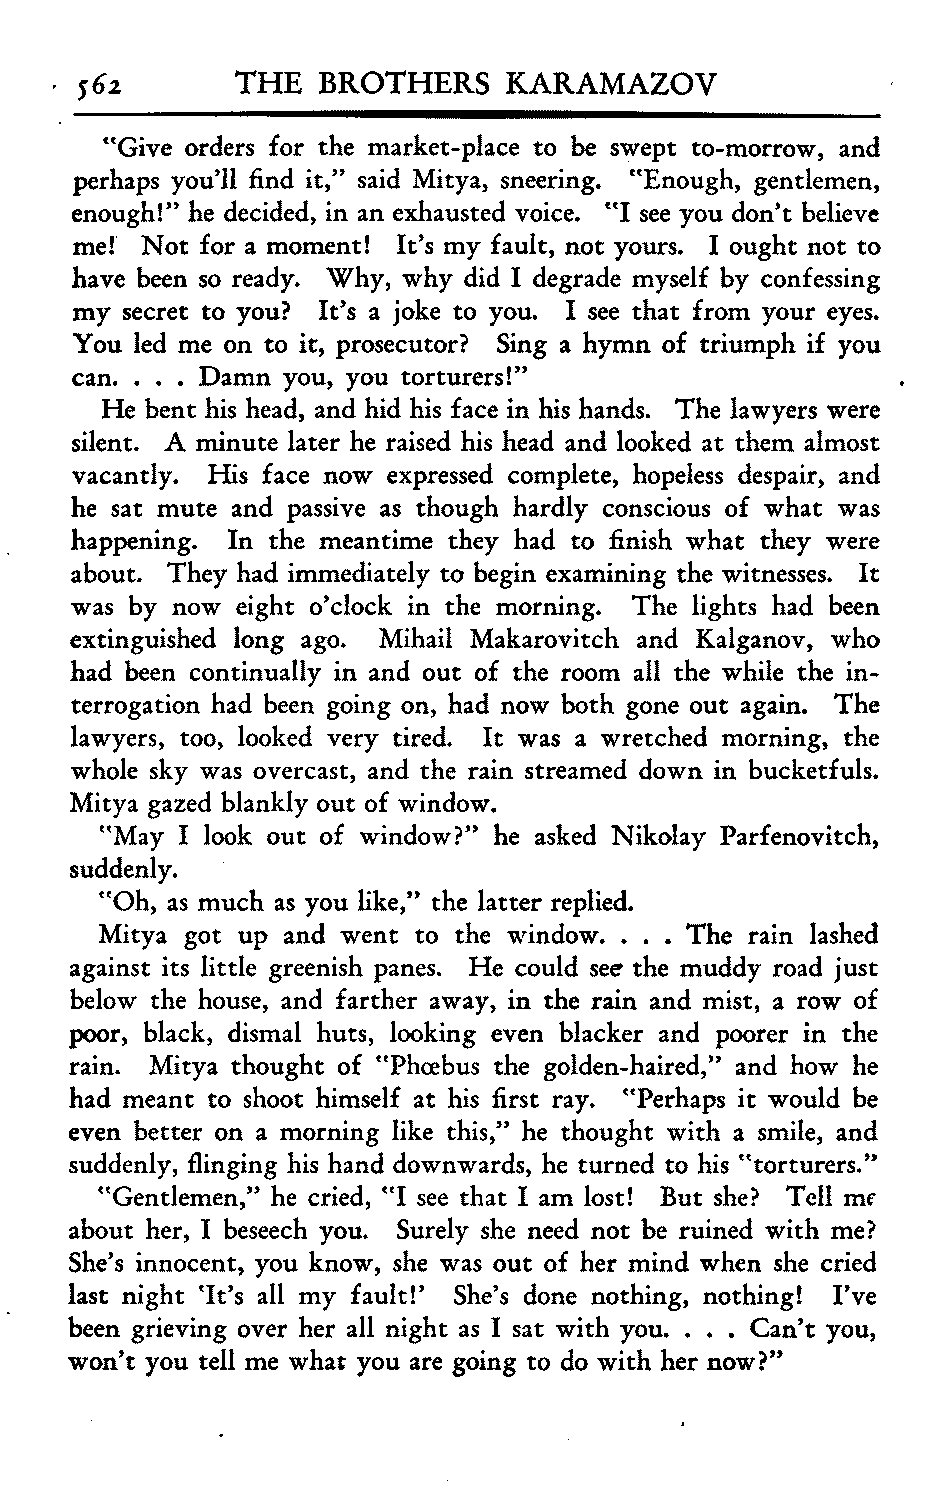 562 THE BROTHERS KARAMAZOV
"Give orders for the market-place to be swept to-morrow, and
perhaps you'll find it," said Mitya, sneering. "Enough, gentlemen,
enough!" he decided, in an exhausted voice. "I see you don't believe
me! Not for a moment! It's my fault, not yours. I ought not to
have been so ready. Why, why did I degrade myself by confessing
my secret to you? It's a joke to you. I see that from your eyes.
You led me on to it, prosecutor? Sing a hymn of triumph if you
can. . . . Damn you, you torturers!"
He bent his head, and hid his face in his hands. The lawyers were
silent. A minute later he raised his head and looked at them almost
vacantly. His face now expressed complete, hopeless despair, and
he sat mute and passive as though hardly conscious of what was
happening. In the meantime they had to finish what they were
about. They had immediately to begin examining the witnesses. It
was by now eight o'clock in the morning. The lights had been
extinguished long ago. Mihail Makarovitch and Kalganov, who
had been continually in and out of the room all the while the in-
terrogation had been going on, had now both gone out again. The
lawyers, too, looked very tired. It was a wretched morning, the
whole sky was overcast, and the rain streamed down in bucketfuls.
Mitya gazed blankly out of window.
"May I look out of window?" he asked Nikolay Parfenovitch,
suddenly.
"Oh, as much as you like," the latter replied.
Mitya got up and went to the window. . . . The rain lashed
against its little greenish panes. He could see the muddy road just
below the house, and farther away, in the rain and mist, a row of
poor, black, dismal huts, looking even blacker and poorer in the
rain. Mitya thought of "Phœbus the golden-haired," and how he
had meant to shoot himself at his first ray. "Perhaps it would be
even better on a morning like this," he thought with a smile, and
suddenly, flinging his hand downwards, he turned to his "torturers."
"Gentlemen," he cried, "I see that I am lost! But she? Tell me
about her, I beseech you. Surely she need not be ruined with me?
She's innocent, you know, she was out of her mind when she cried
last night 'It's all my fault!' She's done nothing, nothing! I've
been grieving over her all night as I sat with you. . . . Can't you,
won't you tell me what you are going to do with her now?"